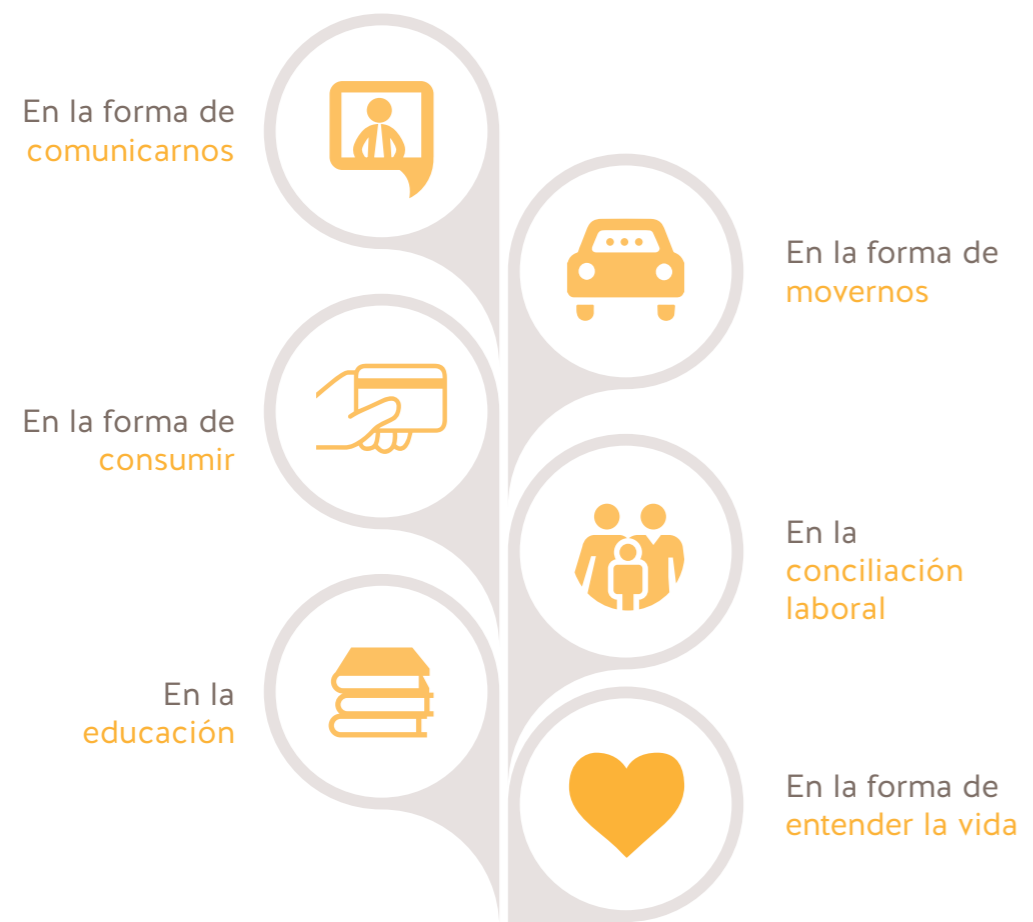 En la forma de
comunicarnos
En la forma de
movernos
En la forma de
consumir
En la
conciliación
laboral
En la
educación
En la forma de
entender la vida